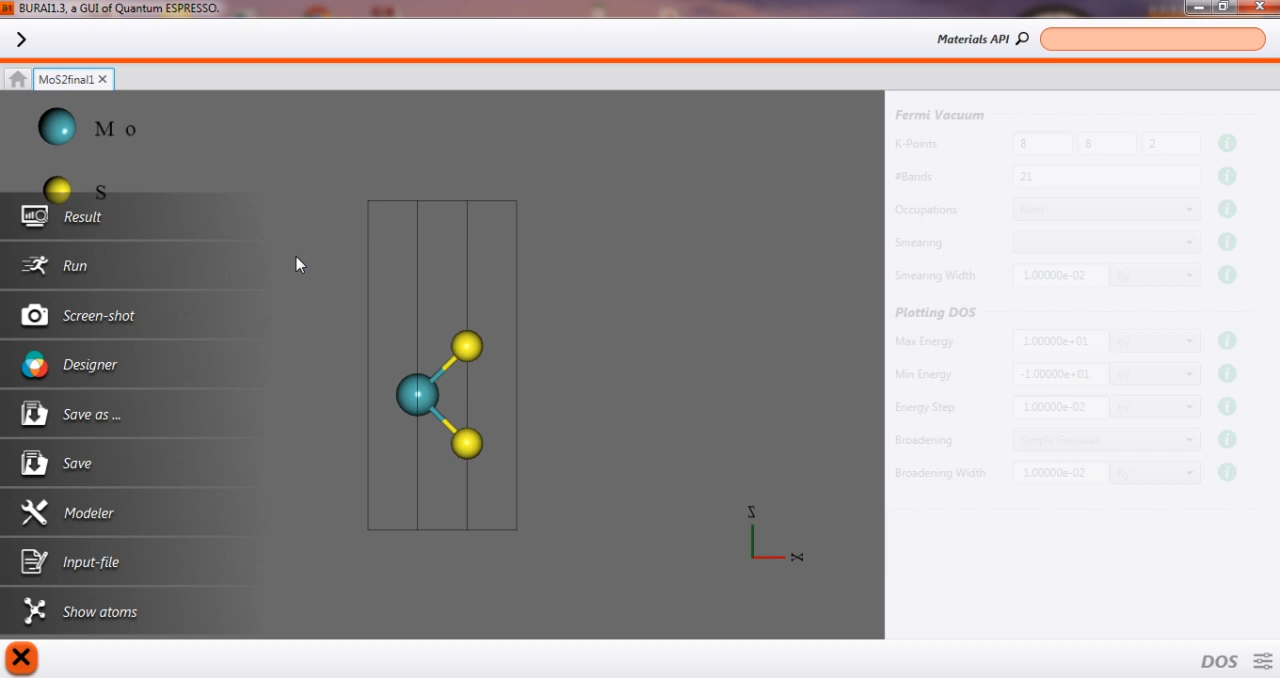 BURAI1.3, a GUI of Quantum ESPRESSO.
Materials API
MoS2final1
M o
S
Result
Run
Screen-shot
Designer
Save as ...
Save
Modeler
Input-file
Show atoms
Z
X
Fermi Vacuum
K-Points 8 8 2
#Bands 21
Occupations fixed
Smearing
Smearing Width 1.00000e-02 Ry
Plotting DOS
Max Energy 1.00000e+01 eV
Min Energy -1.00000e+01 eV
Energy Step 1.00000e-02 eV
Broadening Simple Gaussian
Broadening Width 1.00000e-02 Ry
DOS